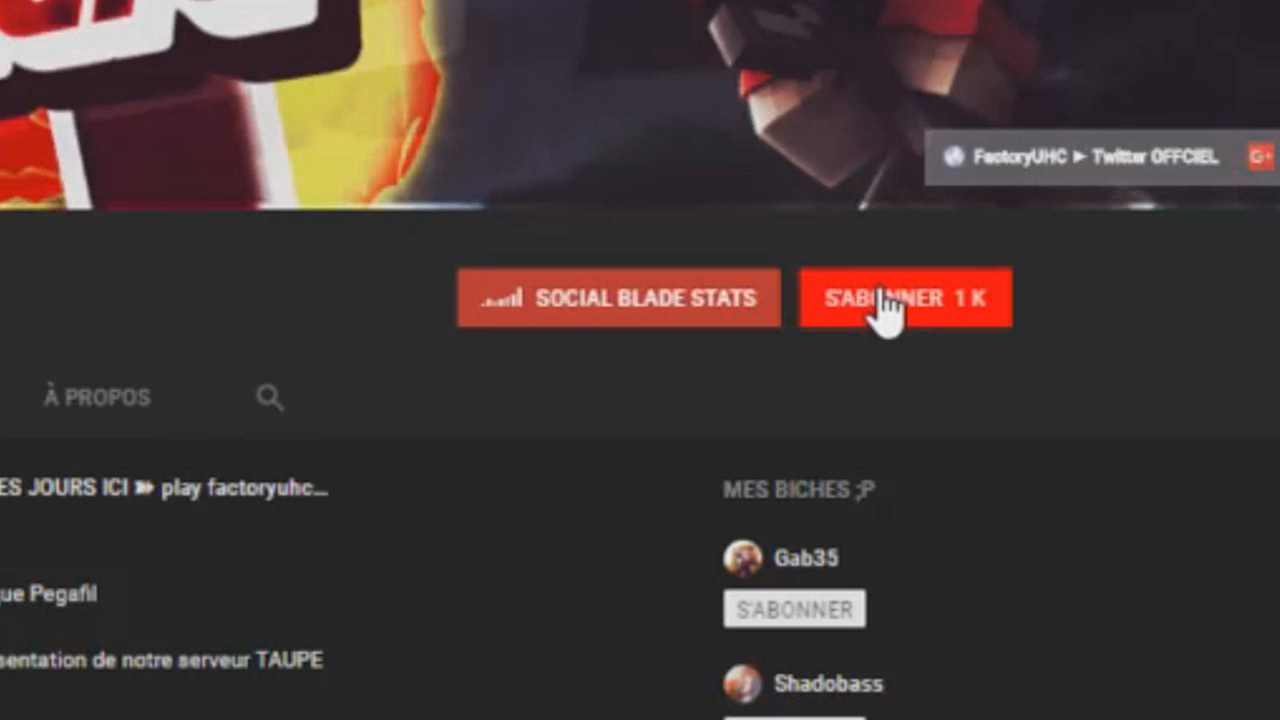 FactoryUHC ► Twitter OFFCIEL G+
SOCIAL BLADE STATS
S'ABONNER 1 K
À PROPOS
ES JOURS ICI ➽ play factoryuhc...
MES BICHES ;P
Gab35
S'ABONNER
ue Pegafil
sentation de notre serveur TAUPE
Shadobass